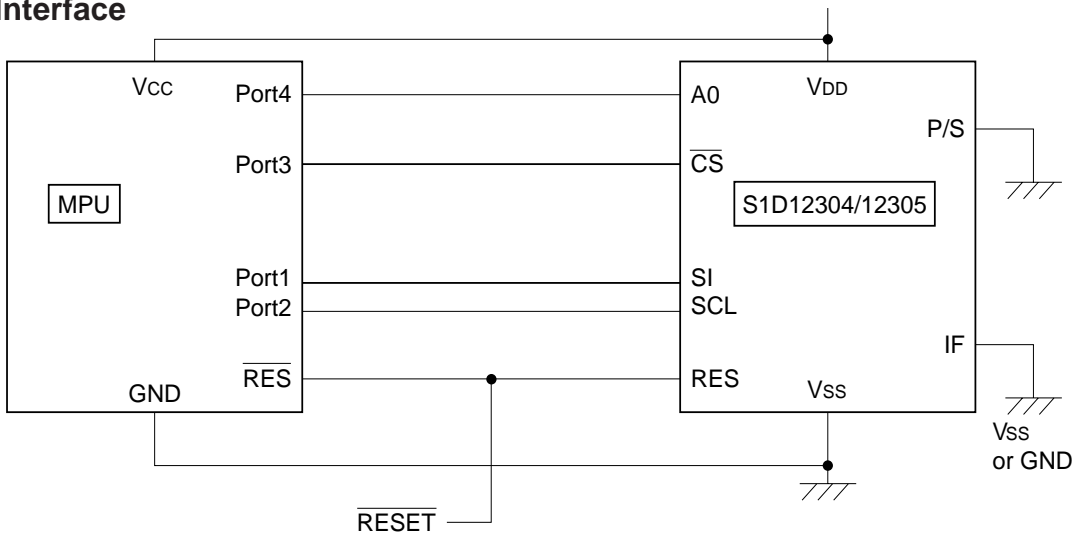 Interface
VCC
Port4
Port3
MPU
Port1
Port2
RES
GND
A0
VDD
P/S
CS
S1D12304/12305
SI
SCL
IF
RES
VSS
VSS
or GND
RESET